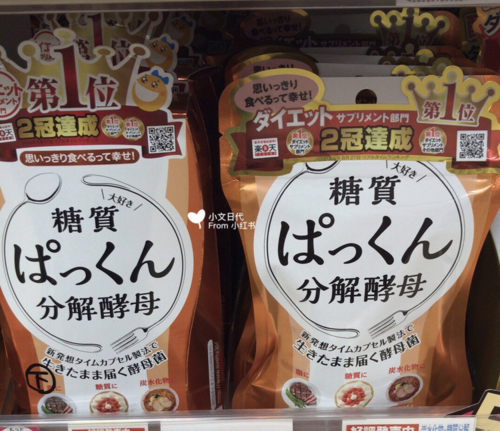 第1位
2冠達成
思いっきり食べるって幸せ!
大好き
糖質
ぱっくん
分解酵母
新発想タイムカプセル製法で
生きたまま届く酵母菌
下
糖質に
炭水化物に
小文日代
From 小红书
思いっきり
食べるって幸せ!
第1位
ダイエット サプリメント部門
2冠達成
大好き
糖質
ぱっくん
分解酵母
新発想タイムカプセル製法で
生きたまま届く酵母菌
糖質に
炭水化物に